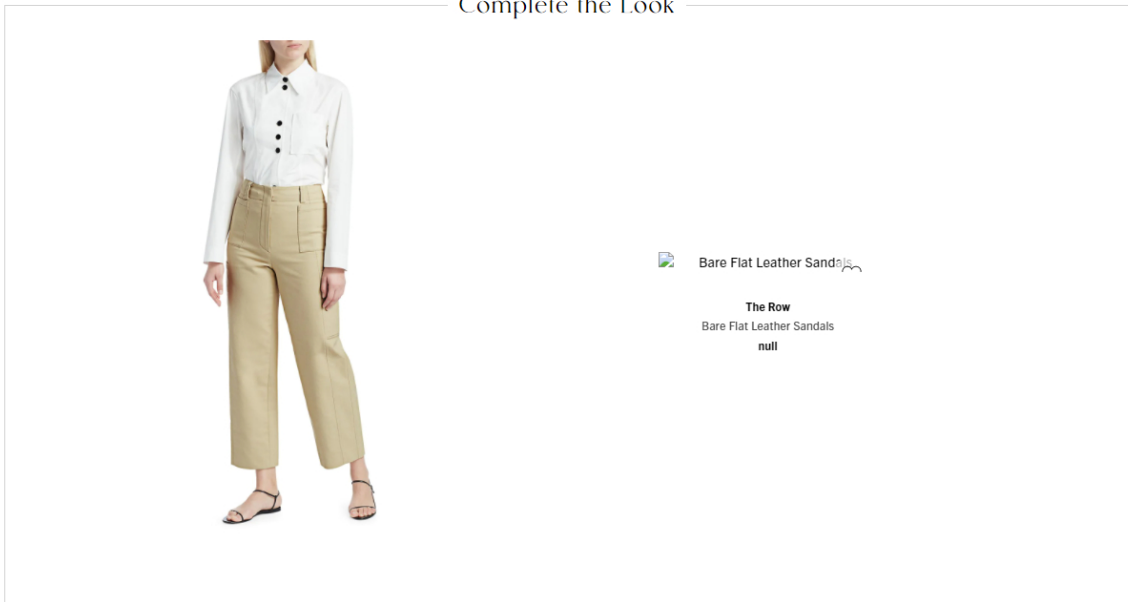 Complete the Look
Bare Flat Leather Sandals
The Row
Bare Flat Leather Sandals
null